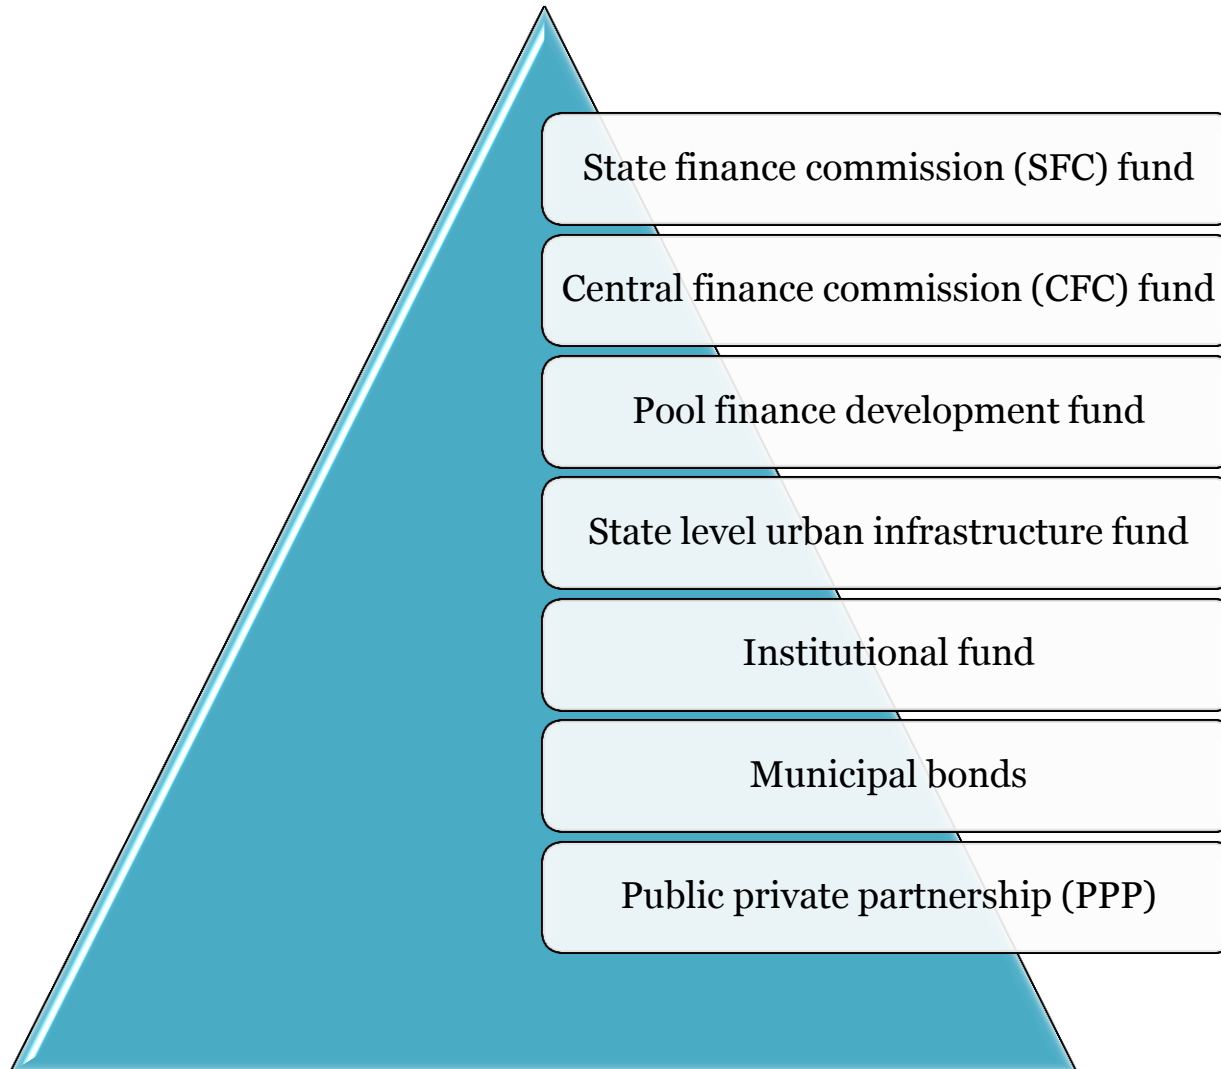 State finance commission (SFC) fund
Central finance commission (CFC) fund
Pool finance development fund
State level urban infrastructure fund
Institutional fund
Municipal bonds
Public private partnership (PPP)